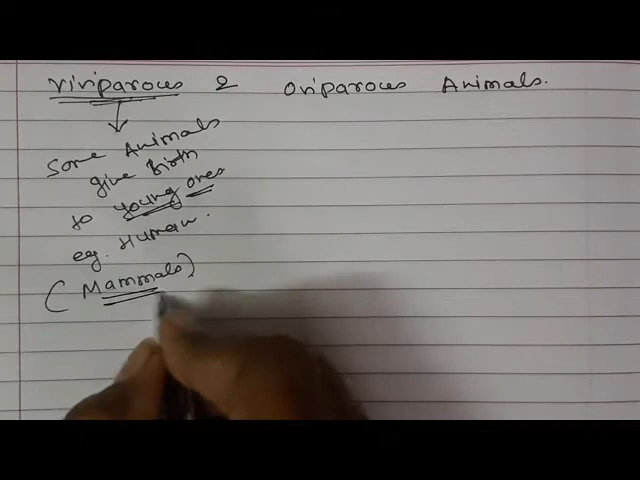 Viviparous & Oviparous Animals.
Some Animals
give Birth
to young ones
eg. Human.
(Mammals)